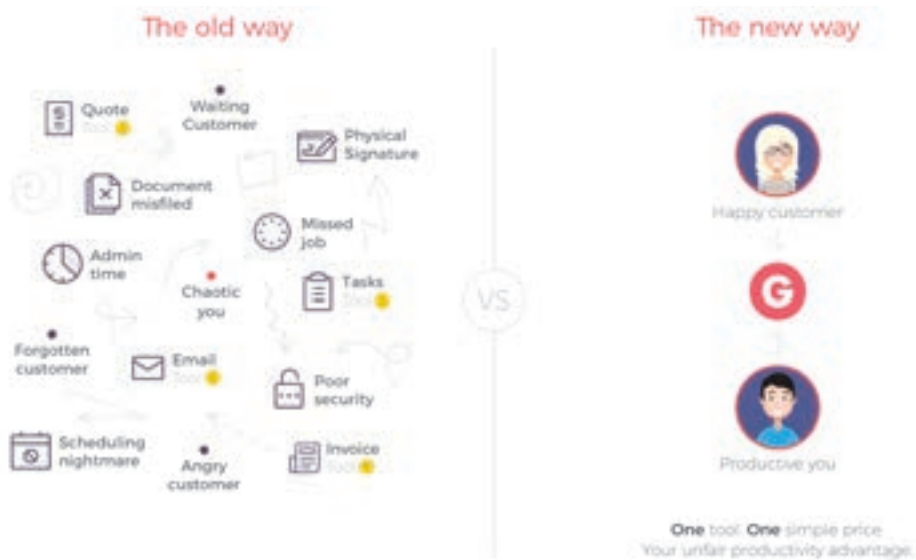 The old way
Quote
Tool
Waiting
Customer
Physical
Signature
Document
misfiled
Missed
job
Admin
time
Chaotic
you
Tasks
Tool
Forgotten
customer
Email
Tool
Poor
security
Scheduling
nightmare
Angry
customer
Invoice
Tool
VS
The new way
Happy customer
G
Productive you
One tool. One simple price
Your unfair productivity advantage